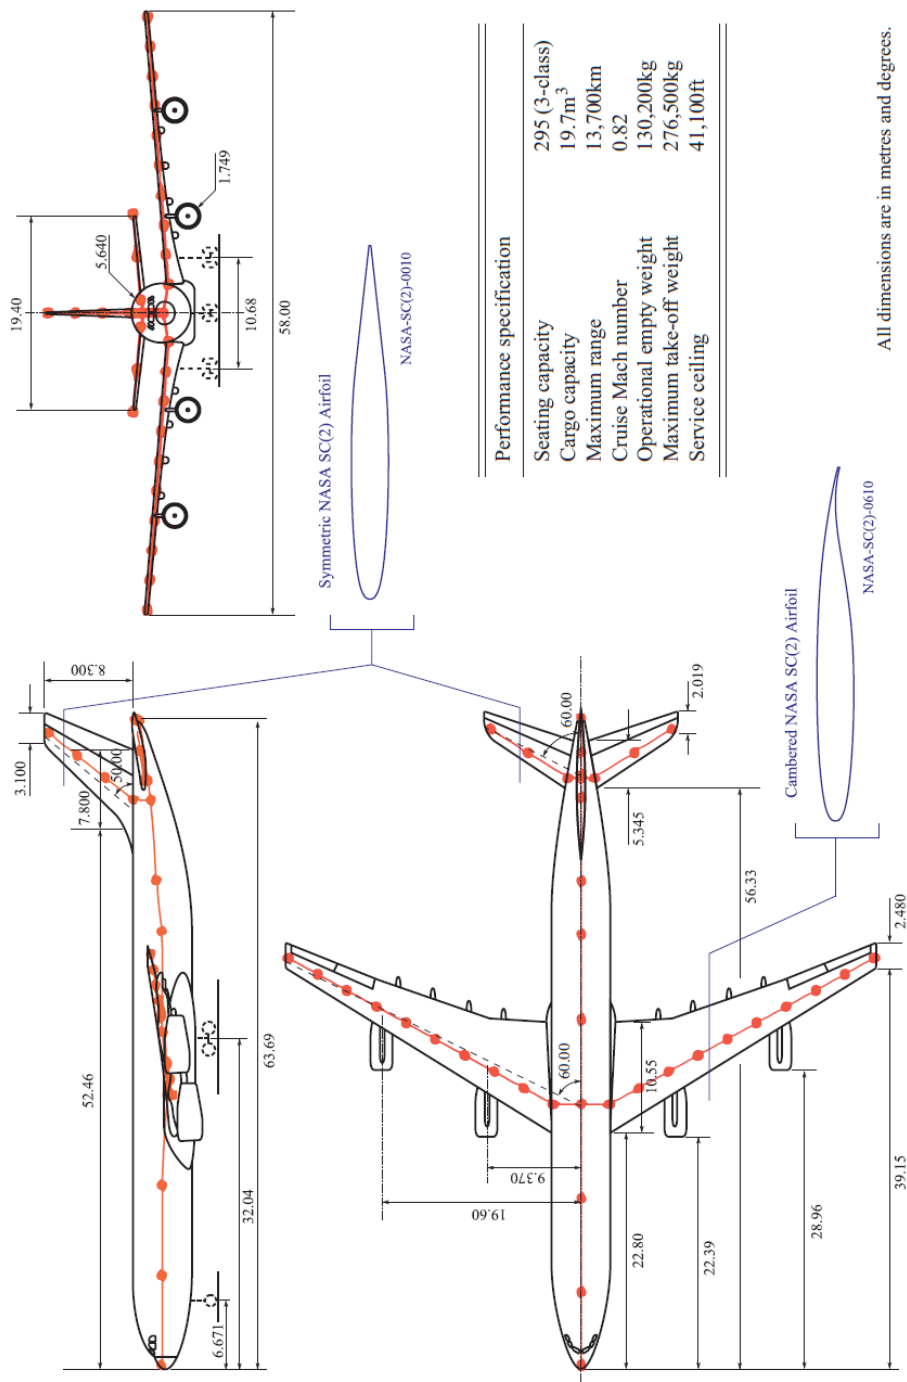 19.40
5.640
1.749
10.68
58.00
Symmetric NASA SC(2) Airfoil
NASA-SC(2)-0010
Performance specification
Seating capacity 295 (3-class)
Cargo capacity 19.7m³
Maximum range 13,700km
Cruise Mach number 0.82
Operational empty weight 130,200kg
Maximum take-off weight 276,500kg
Service ceiling 41,100ft
All dimensions are in metres and degrees.
3.100
8.300
7.800
50.00
52.46
63.69
32.04
6.671
60.00
2.019
5.345
56.33
Cambered NASA SC(2) Airfoil
NASA-SC(2)-0610
2.480
60.00
10.55
9.370
19.60
22.80
22.39
28.96
39.15